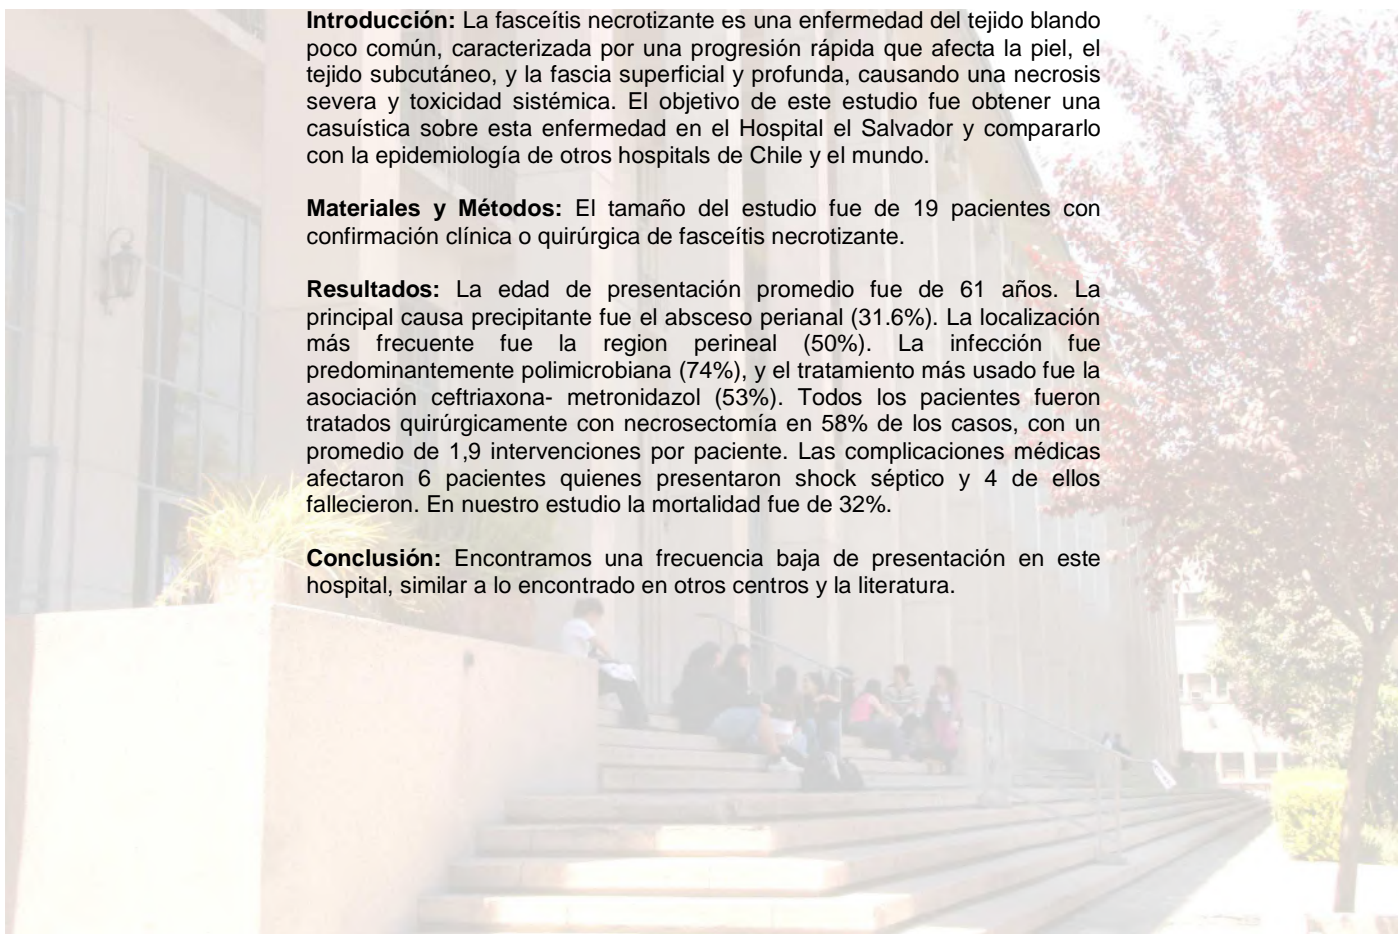 Introducción: La fasceítis necrotizante es una enfermedad del tejido blando
poco común, caracterizada por una progresión rápida que afecta la piel, el
tejido subcutáneo, y la fascia superficial y profunda, causando una necrosis
severa y toxicidad sistémica. El objetivo de este estudio fue obtener una
casuística sobre esta enfermedad en el Hospital el Salvador y compararlo
con la epidemiología de otros hospitals de Chile y el mundo.
Materiales y Métodos: El tamaño del estudio fue de 19 pacientes con
confirmación clínica o quirúrgica de fasceítis necrotizante.
Resultados: La edad de presentación promedio fue de 61 años. La
principal causa precipitante fue el absceso perianal (31.6%). La localización
más frecuente fue la region perineal (50%). La infección fue
predominantemente polimicrobiana (74%), y el tratamiento más usado fue la
asociación ceftriaxona- metronidazol (53%). Todos los pacientes fueron
tratados quirúrgicamente con necrosectomía en 58% de los casos, con un
promedio de 1,9 intervenciones por paciente. Las complicaciones médicas
afectaron 6 pacientes quienes presentaron shock séptico y 4 de ellos
fallecieron. En nuestro estudio la mortalidad fue de 32%.
Conclusión: Encontramos una frecuencia baja de presentación en este
hospital, similar a lo encontrado en otros centros y la literatura.